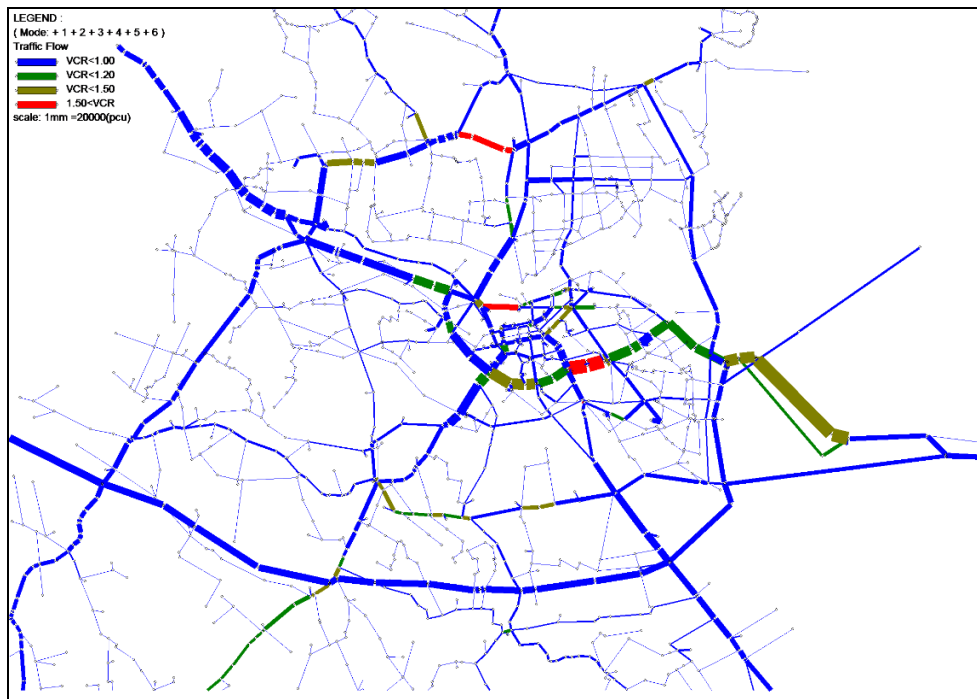 LEGEND :
( Mode: + 1 + 2 + 3 + 4 + 5 + 6 )
Traffic Flow
VCR<1.00
VCR<1.20
VCR<1.50
1.50<VCR
scale: 1mm =20000(pcu)